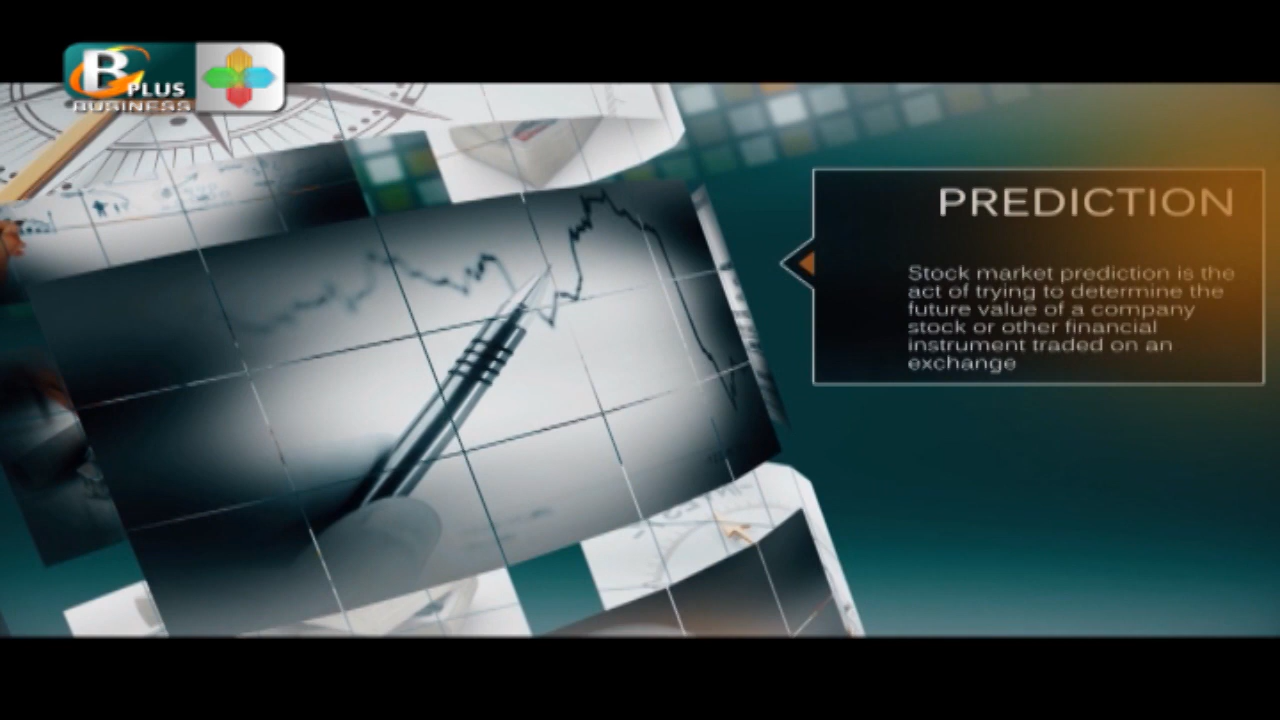 B
PLUS
BUSINESS
PREDICTION
Stock market prediction is the
act of trying to determine the
future value of a company
stock or other financial
instrument traded on an
exchange